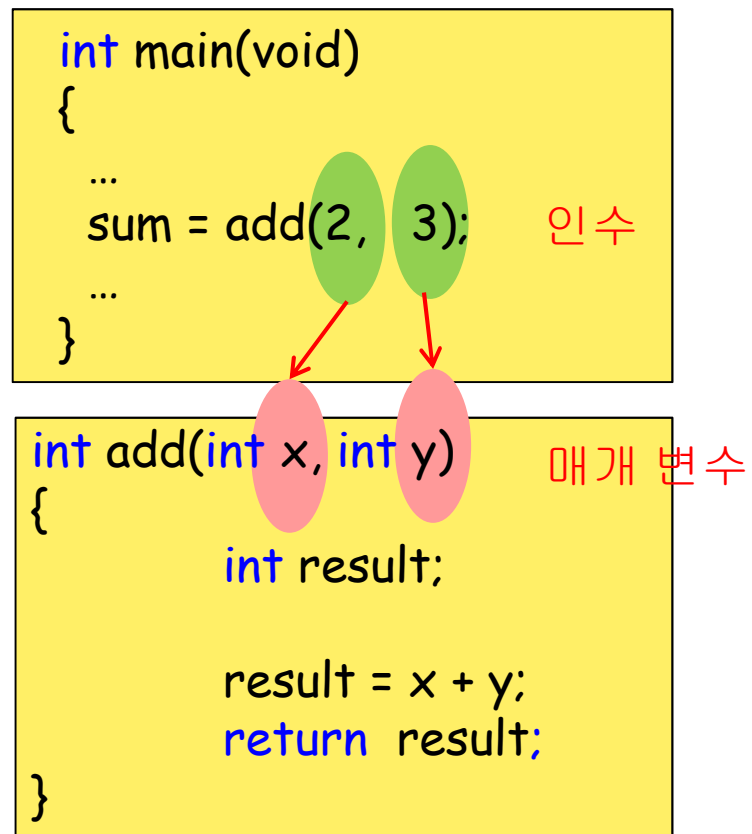 int main(void)
{
…
sum = add(2, 3); 인수
…
}
int add(int x, int y) 매개 변수
{
int result;
result = x + y;
return result;
}